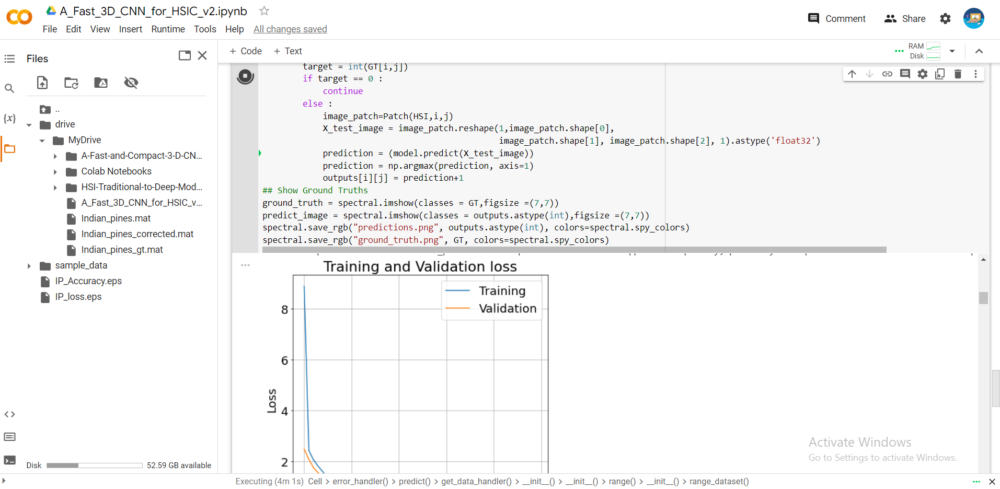 A_Fast_3D_CNN_for_HSIC_v2.ipynb
File Edit View Insert Runtime Tools Help All changes saved
Comment Share
Files
+ Code + Text
RAM
Disk
..
drive
MyDrive
A-Fast-and-Compact-3-D-CN...
Colab Notebooks
HSI-Traditional-to-Deep-Mod...
A_Fast_3D_CNN_for_HSIC_v...
Indian_pines.mat
Indian_pines_corrected.mat
Indian_pines_gt.mat
sample_data
IP_Accuracy.eps
IP_loss.eps
{x}
Disk 52.59 GB available
target = int(GT[i,j])
if target == 0 :
continue
else :
image_patch=Patch(HSI,i,j)
X_test_image = image_patch.reshape(1,image_patch.shape[0],
image_patch.shape[1], image_patch.shape[2], 1).astype('float32')
prediction = (model.predict(X_test_image))
prediction = np.argmax(prediction, axis=1)
outputs[i][j] = prediction+1
## Show Ground Truths
ground_truth = spectral.imshow(classes = GT,figsize =(7,7))
predict_image = spectral.imshow(classes = outputs.astype(int),figsize =(7,7))
spectral.save_rgb("predictions.png", outputs.astype(int), colors=spectral.spy_colors)
spectral.save_rgb("ground_truth.png", GT, colors=spectral.spy_colors)
Training and Validation loss
Training
Validation
8
6
4
2
Loss
Activate Windows
Go to Settings to activate Windows.
Executing (4m 1s) Cell > error_handler() > predict() > get_data_handler() > __init__() > __init__() > range() > __init__() > range_dataset()